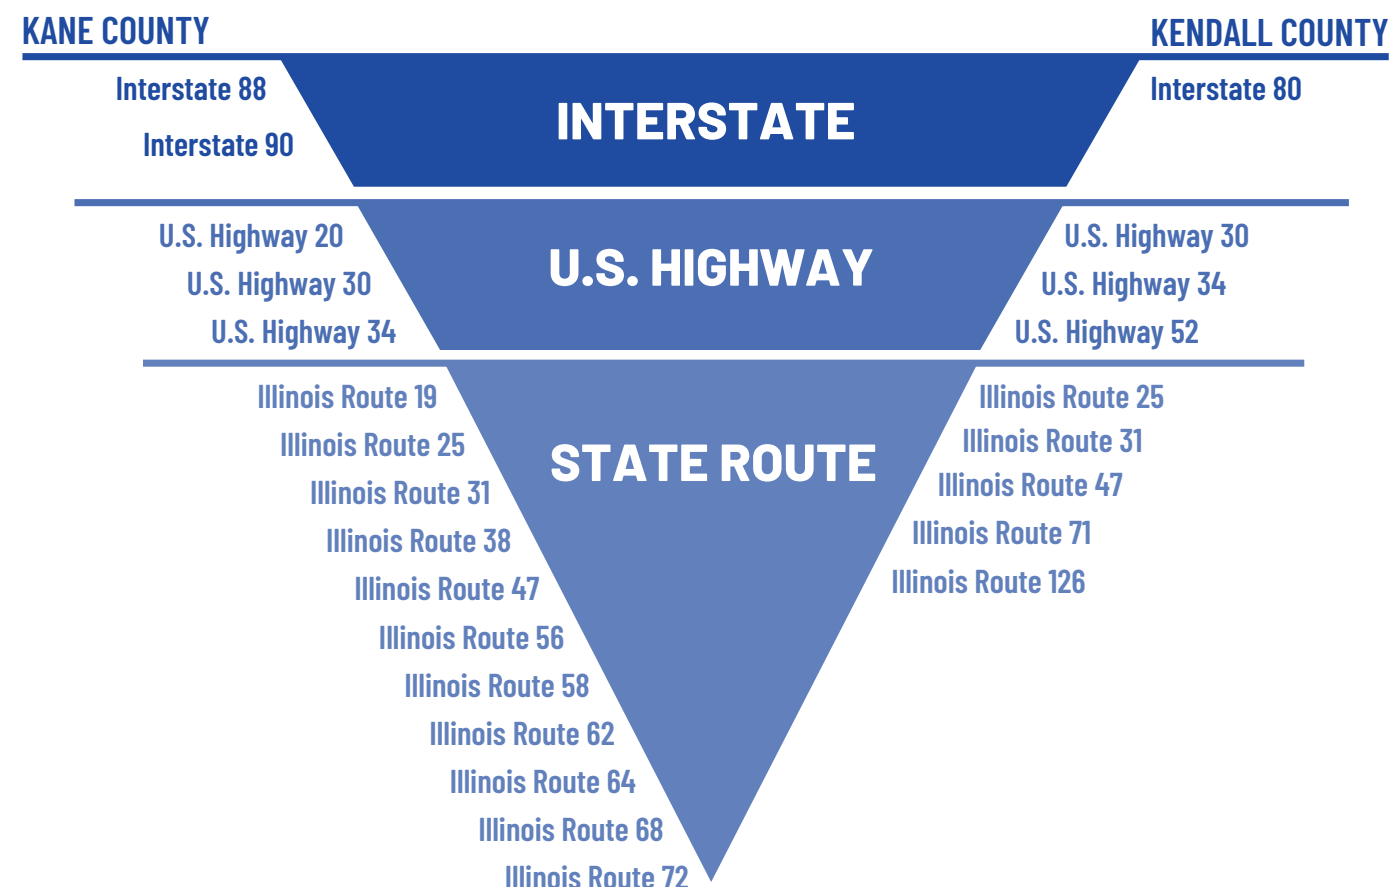 KANE COUNTY
KENDALL COUNTY
INTERSTATE
Interstate 88
Interstate 90
Interstate 80
U.S. HIGHWAY
U.S. Highway 20
U.S. Highway 30
U.S. Highway 34
U.S. Highway 30
U.S. Highway 34
U.S. Highway 52
STATE ROUTE
Illinois Route 19
Illinois Route 25
Illinois Route 31
Illinois Route 38
Illinois Route 47
Illinois Route 56
Illinois Route 58
Illinois Route 62
Illinois Route 64
Illinois Route 68
Illinois Route 72
Illinois Route 25
Illinois Route 31
Illinois Route 47
Illinois Route 71
Illinois Route 126